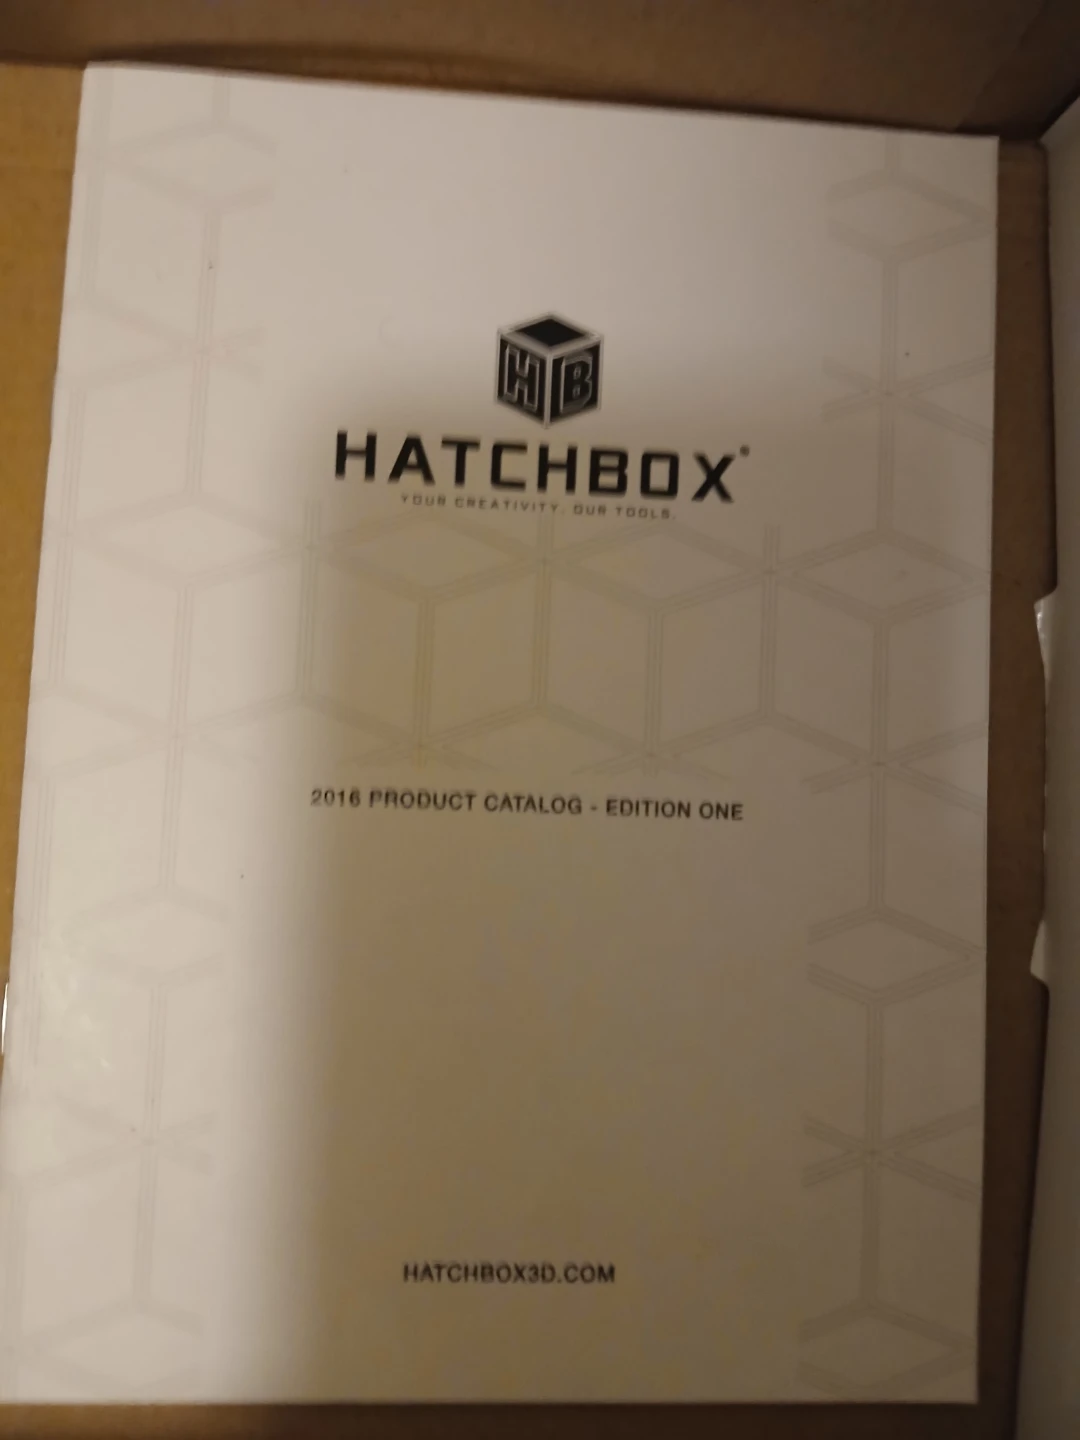 HB
HATCHBOX®
YOUR CREATIVITY. OUR TOOLS.
2016 PRODUCT CATALOG - EDITION ONE
HATCHBOX3D.COM